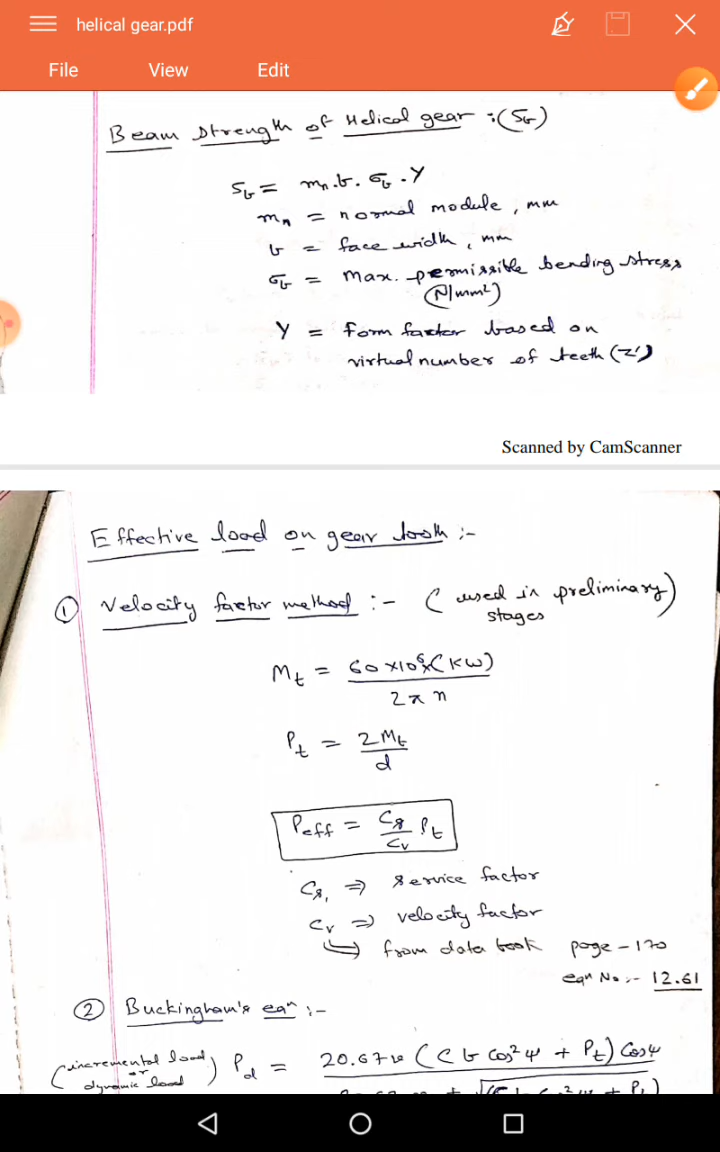 helical gear.pdf
File View Edit
Beam strength of Helical gear :(Sb)
Sb = mn.b.σb.Y
mn = normal module, mm
b = face width, mm
σb = max. permissible bending stress
(N/mm²)
Y = form factor based on
virtual number of teeth (z')
Scanned by CamScanner
Effective load on gear tooth :-
① Velocity factor method :- (used in preliminary
stages)
Mt = 60 x10⁶x(KW)
2πn
Pt = 2Mt
d
Peff = Cs Pt
Cv
Cs, ⇒ service factor
Cv ⇒ velocity factor
↳ from data book page - 170
eqn No :- 12.61
② Buckingham's eqn :-
(incremental load
or
dynamic load) Pd = 20.67v (Cb cos²ψ + Pt) cosψ